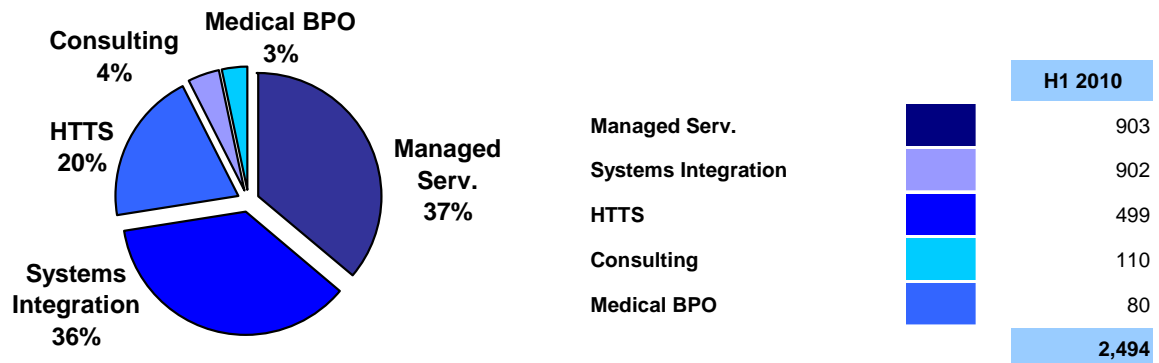 Medical BPO
3%
Consulting
4%
HTTS
20%
Managed
Serv.
37%
Systems
Integration
36%
H1 2010
Managed Serv. 903
Systems Integration 902
HTTS 499
Consulting 110
Medical BPO 80
2,494